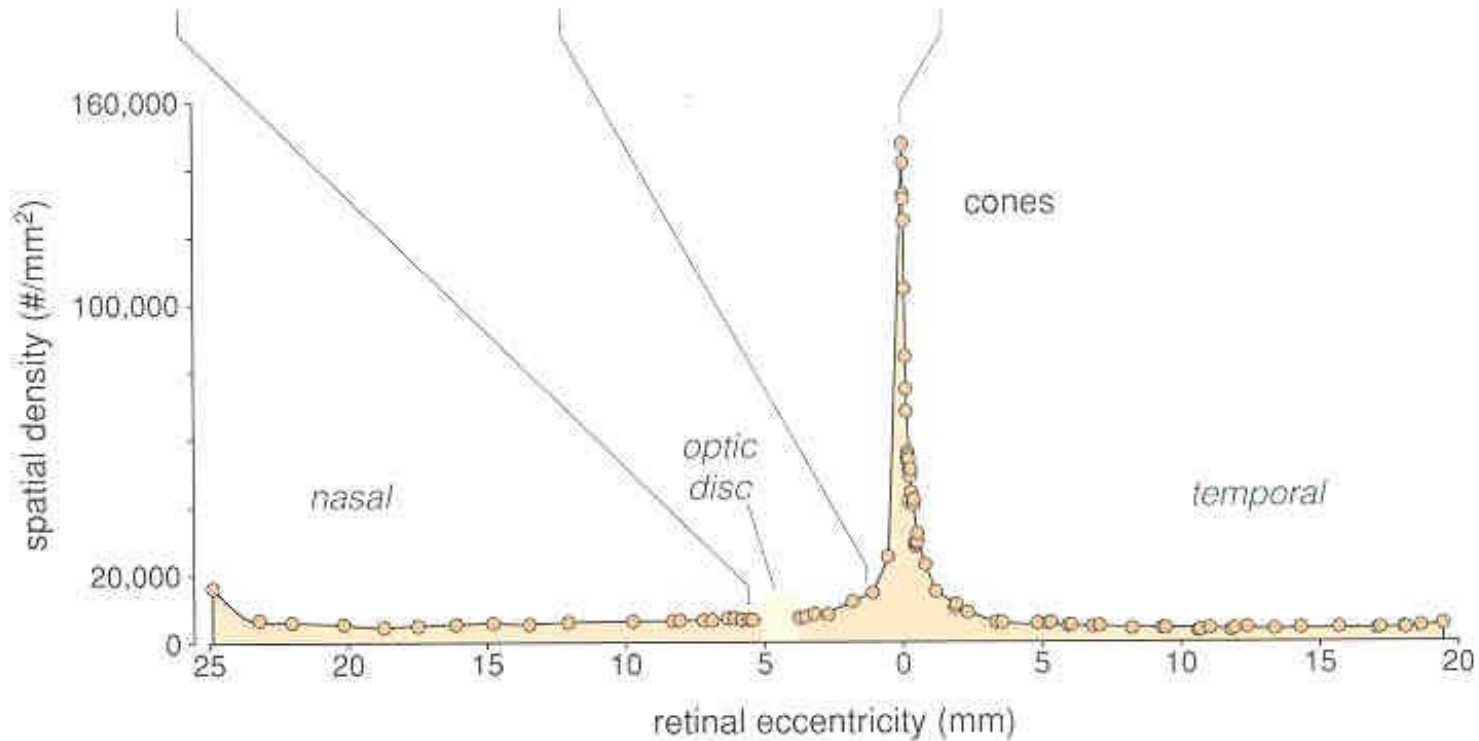 160,000
cones
100,000
spatial density (#/mm²)
optic
disc
nasal
temporal
20,000
0
25 20 15 10 5 0 5 10 15 20
retinal eccentricity (mm)